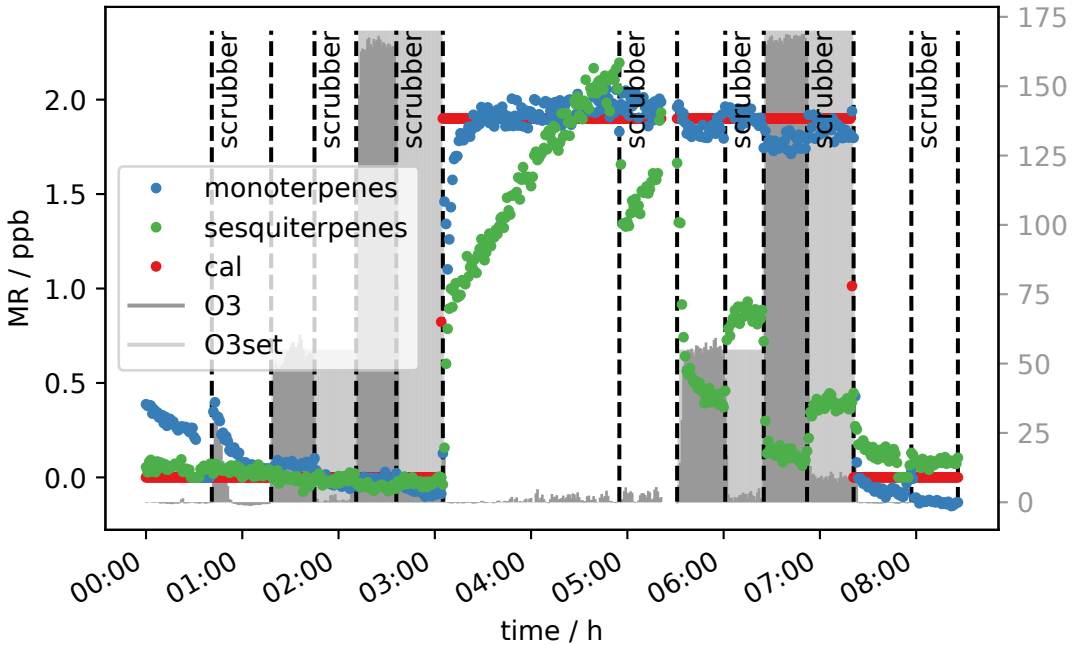 scrubber scrubber scrubber scrubber scrubber scrubber scrubber
175
150
125
100
75
50
25
0
2.0
1.5
1.0
0.5
0.0
MR / ppb
monoterpenes
sesquiterpenes
cal
O3
O3set
00:00 01:00 02:00 03:00 04:00 05:00 06:00 07:00 08:00
time / h